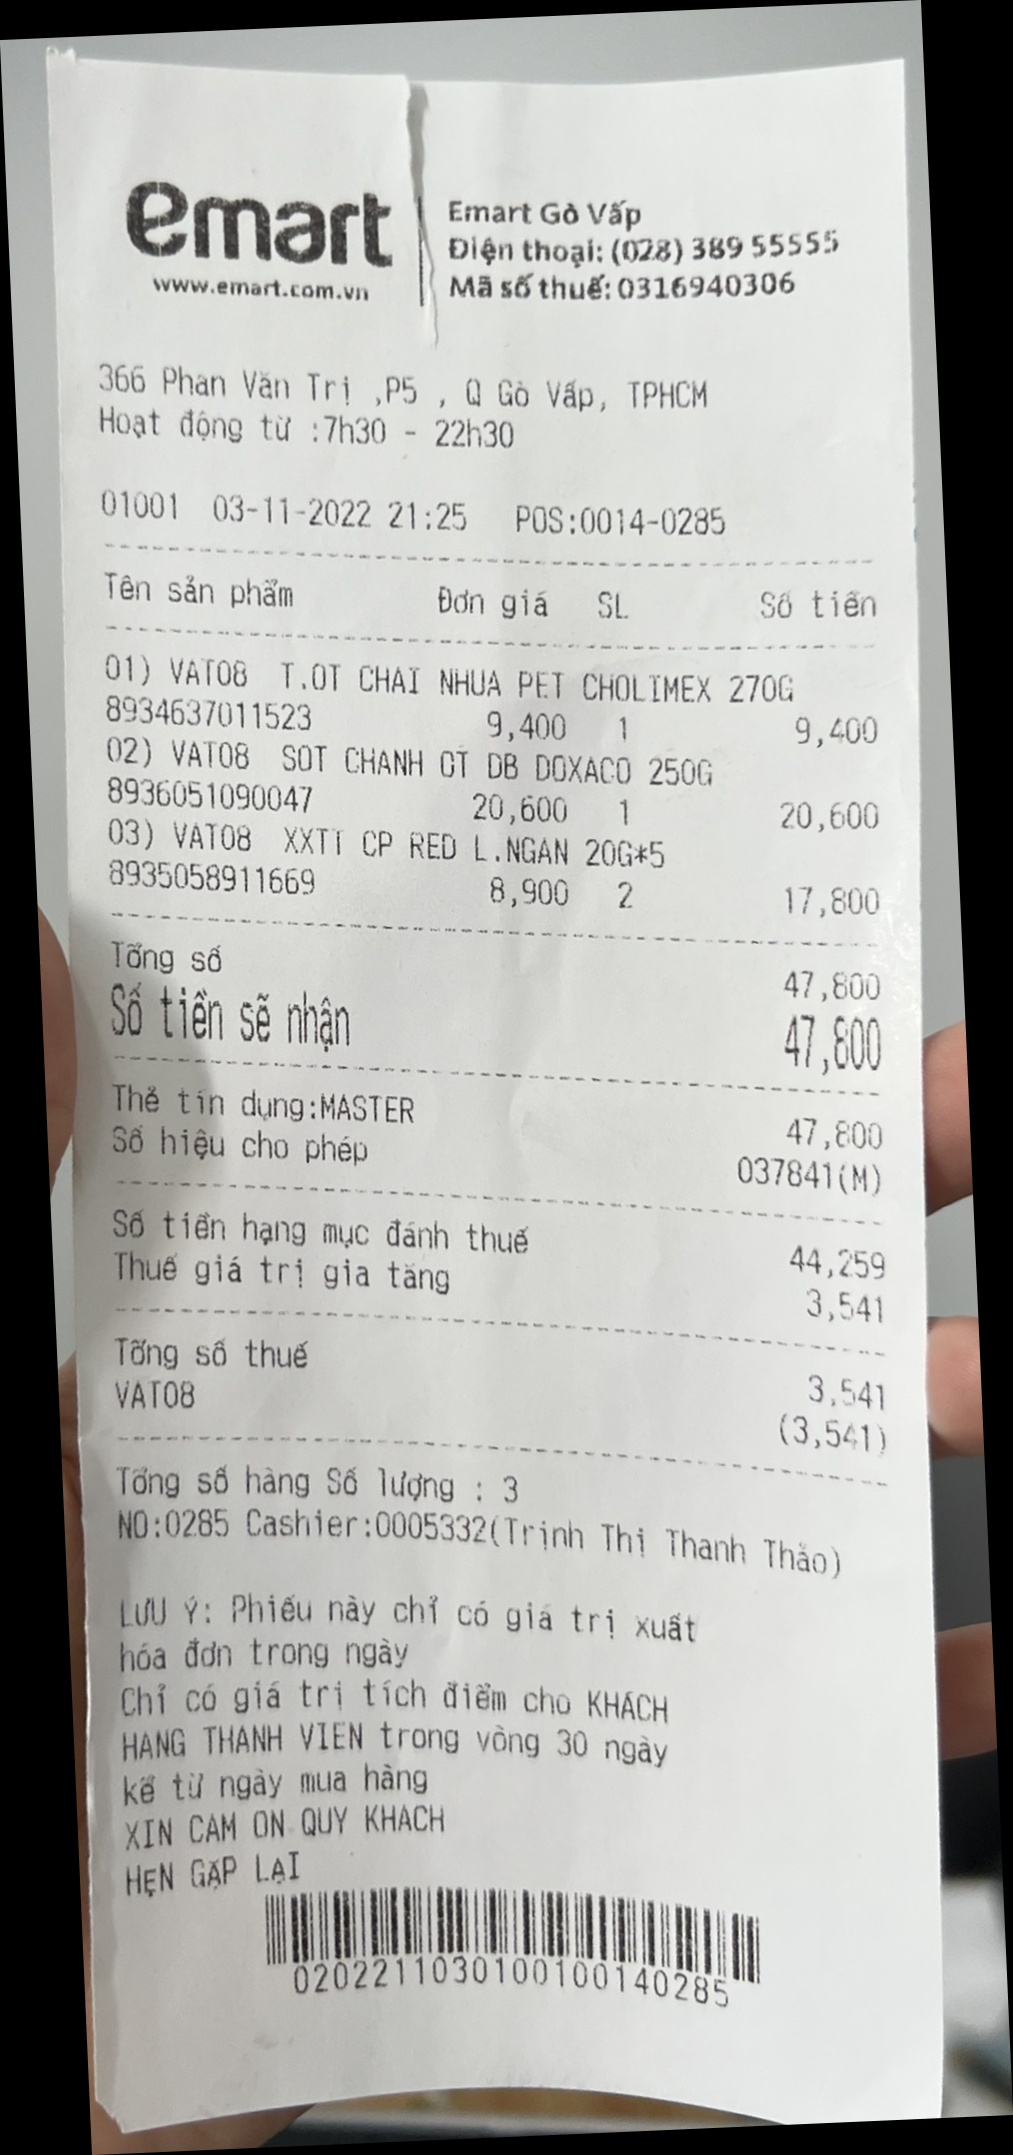 emart
www.emart.com.vn
Emart Gò Vấp
Điện thoại: (028) 389 55555
Mã số thuế: 0316940306
366 Phan Văn Trị ,P5 , Q Gò Vấp, TPHCM
Hoạt động từ :7h30 - 22h30
01001 03-11-2022 21:25 POS:0014-0285
Tên sản phẩm Đơn giá SL Số tiền
01) VAT08 T.OT CHAI NHUA PET CHOLIMEX 270G
8934637011523 9,400 1 9,400
02) VAT08 SOT CHANH OT DB DOXACO 250G
8936051090047 20,600 1 20,600
03) VAT08 XXTT CP RED L.NGAN 20G*5
8935058911669 8,900 2 17,800
Tổng số 47,800
Số tiền sẽ nhận 47,800
Thẻ tín dụng:MASTER 47,800
Số hiệu cho phép 037841(M)
Số tiền hạng mục đánh thuế 44,259
Thuế giá trị gia tăng 3,541
Tổng số thuế 3,541
VAT08 (3,541)
Tổng số hàng Số lượng : 3
NO:0285 Cashier:0005332(Trịnh Thị Thanh Thảo)
LƯU Ý: Phiếu này chỉ có giá trị xuất
hóa đơn trong ngày
Chỉ có giá trị tích điểm cho KHÁCH
HANG THANH VIEN trong vòng 30 ngày
kể từ ngày mua hàng
XIN CAM ON QUY KHACH
HẸN GẶP LẠI
0202211030100100140285